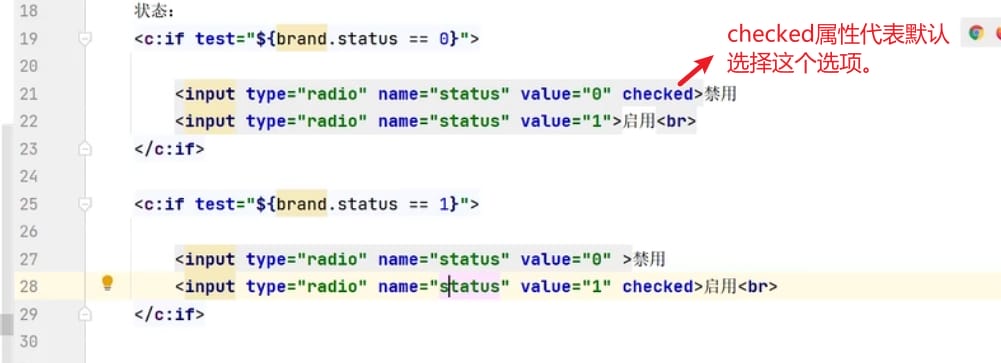 18 状态：
19 <c:if test="${brand.status == 0}">
checked属性代表默认
选择这个选项。
20
21 <input type="radio" name="status" value="0" checked>禁用
22 <input type="radio" name="status" value="1">启用<br>
23 </c:if>
24
25 <c:if test="${brand.status == 1}">
26
27 <input type="radio" name="status" value="0" >禁用
28 <input type="radio" name="status" value="1" checked>启用<br>
29 </c:if>
30